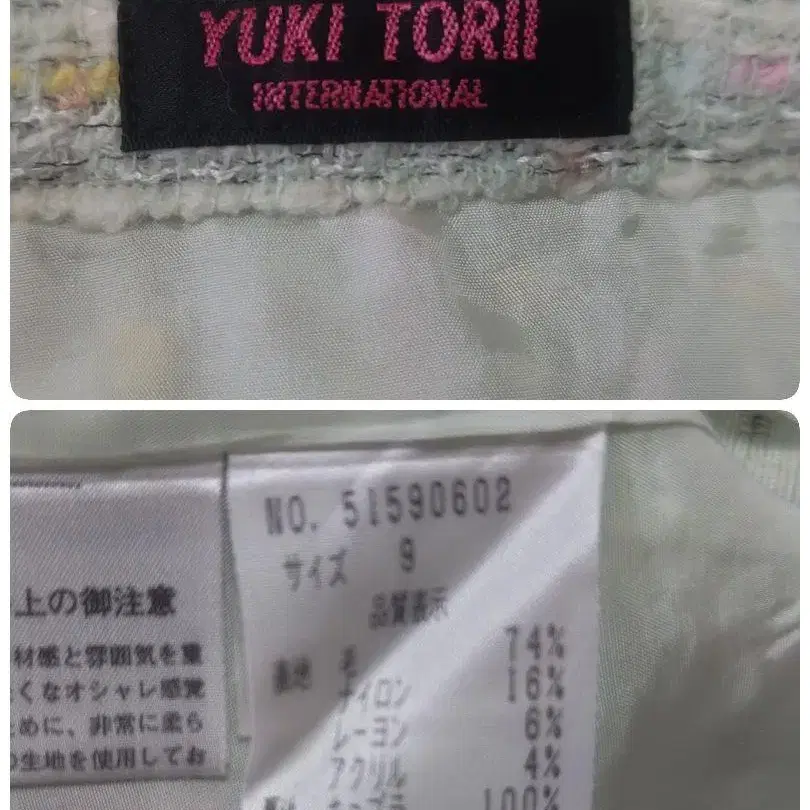 YUKI TORII
INTERNATIONAL
NO. 51590602
サイズ 9
品質表示
表地 毛 74%
ナイロン 16%
レーヨン 6%
アクリル 4%
100%
上の御注意
材感と雰囲気を重
くなオシャレ感覚
めに、非常に柔ら
生地を使用してお